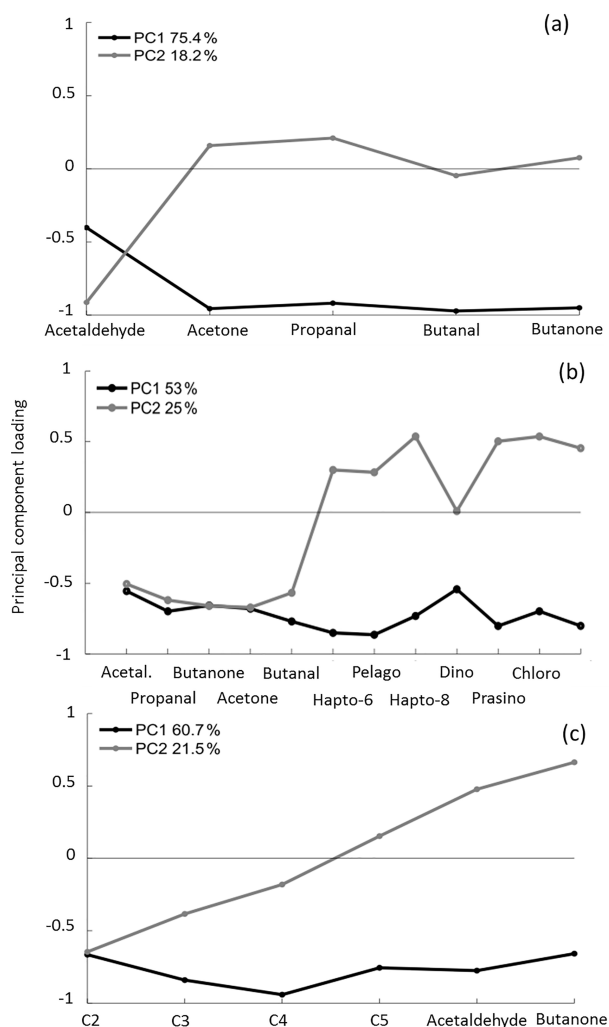 (a)
PC1 75.4%
PC2 18.2%
1
0.5
0
-0.5
-1
Acetaldehyde Acetone Propanal Butanal Butanone
(b)
PC1 53%
PC2 25%
1
0.5
0
-0.5
-1
Principal component loading
Acetal. Butanone Butanal Pelago Dino Chloro
Propanal Acetone Hapto-6 Hapto-8 Prasino
(c)
PC1 60.7%
PC2 21.5%
1
0.5
0
-0.5
-1
C2 C3 C4 C5 Acetaldehyde Butanone